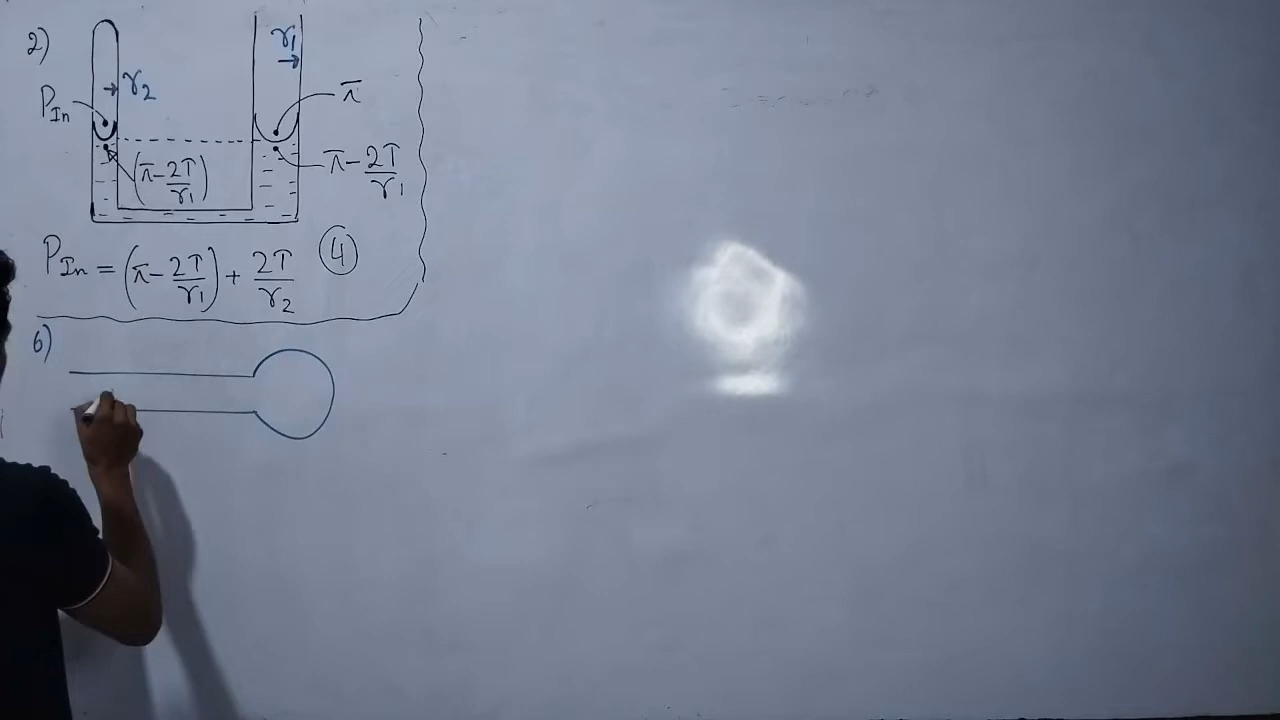 2)
r₁
r₂
P_In
π
(π - 2T/r₁)
π - 2T/r₁
P_In = (π - 2T/r₁) + 2T/r₂ ④
6)